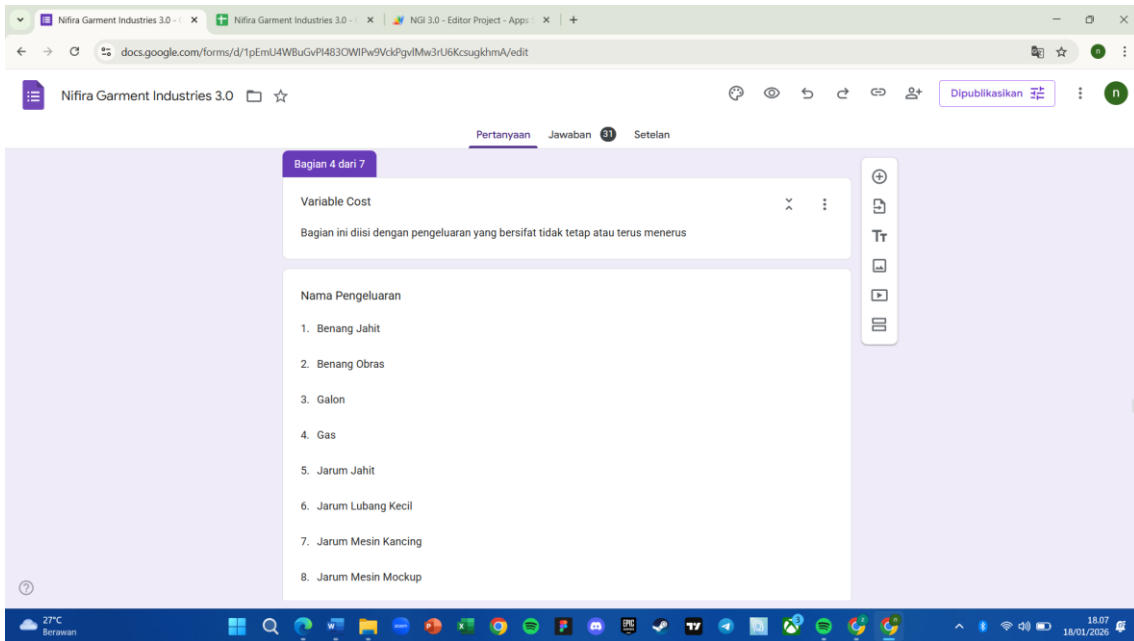 Nifira Garment Industries 3.0 - (
Nifira Garment Industries 3.0 - (
NGI 3.0 - Editor Project - Apps S
docs.google.com/forms/d/1pEmU4WBuGvPl483OWIPw9VckPgvlMw3rU6KcsugkhmA/edit
n
Nifira Garment Industries 3.0
Dipublikasikan
n
Pertanyaan Jawaban 31 Setelan
Bagian 4 dari 7
Variable Cost
Bagian ini diisi dengan pengeluaran yang bersifat tidak tetap atau terus menerus
Tт
Nama Pengeluaran
1. Benang Jahit
2. Benang Obras
3. Galon
4. Gas
5. Jarum Jahit
6. Jarum Lubang Kecil
7. Jarum Mesin Kancing
8. Jarum Mesin Mockup
27°C
Berawan
18.07
18/01/2026